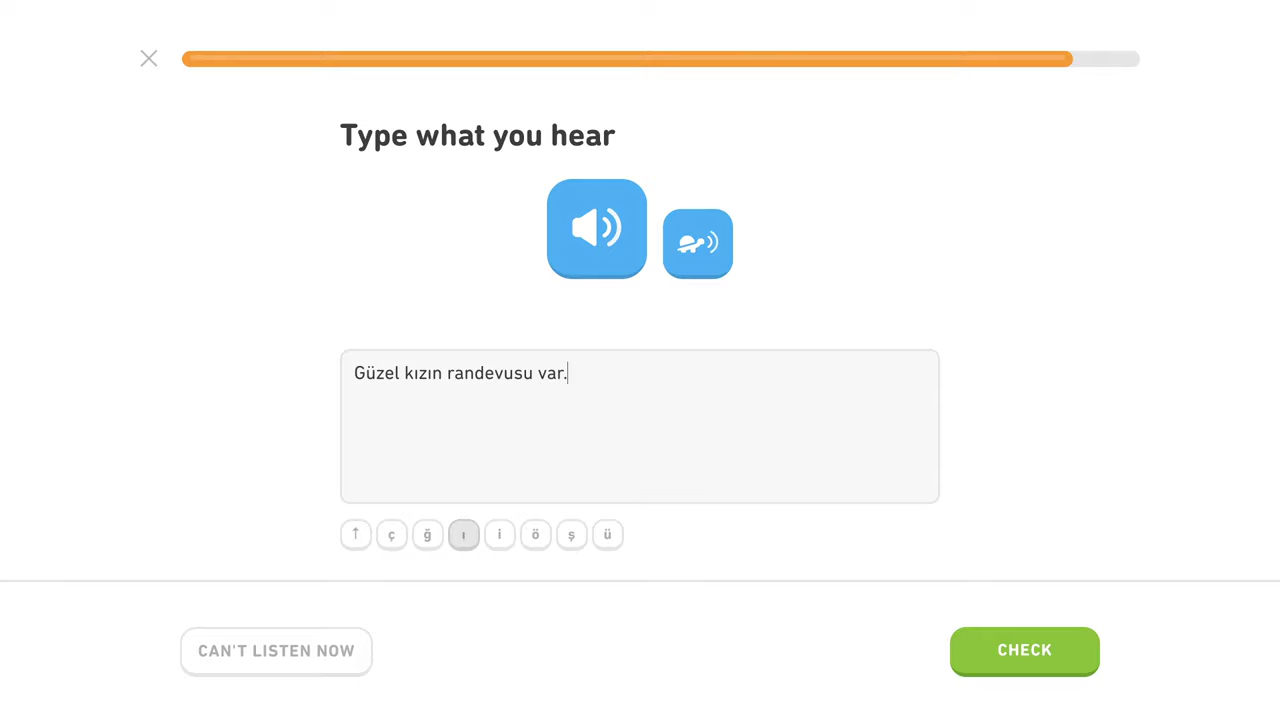 Type what you hear
Güzel kızın randevusu var.
↑ ç ğ ı i ö ş ü
CAN'T LISTEN NOW
CHECK